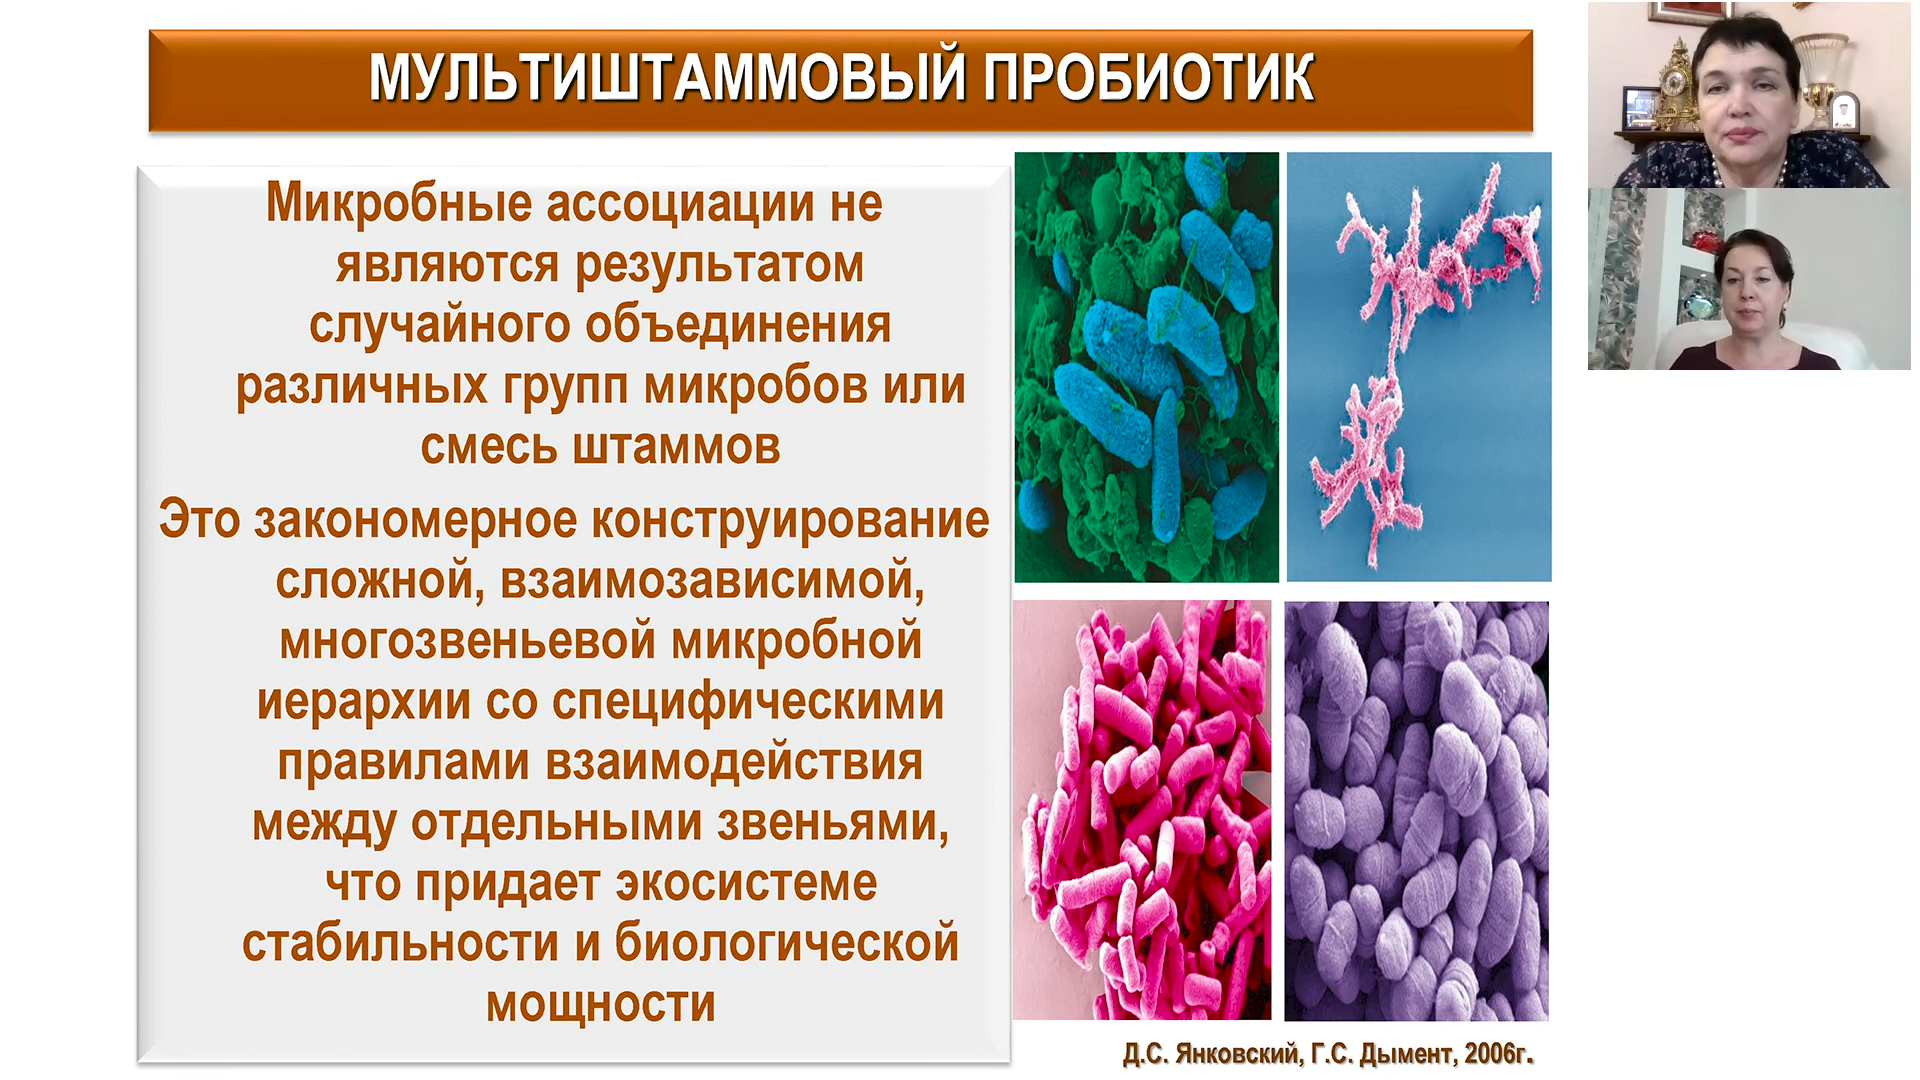 МУЛЬТИШТАММОВЫЙ ПРОБИОТИК
Микробные ассоциации не
являются результатом
случайного объединения
различных групп микробов или
смесь штаммов
Это закономерное конструирование
сложной, взаимозависимой,
многозвеньевой микробной
иерархии со специфическими
правилами взаимодействия
между отдельными звеньями,
что придает экосистеме
стабильности и биологической
мощности
Д.С. Янковский, Г.С. Дымент, 2006г.